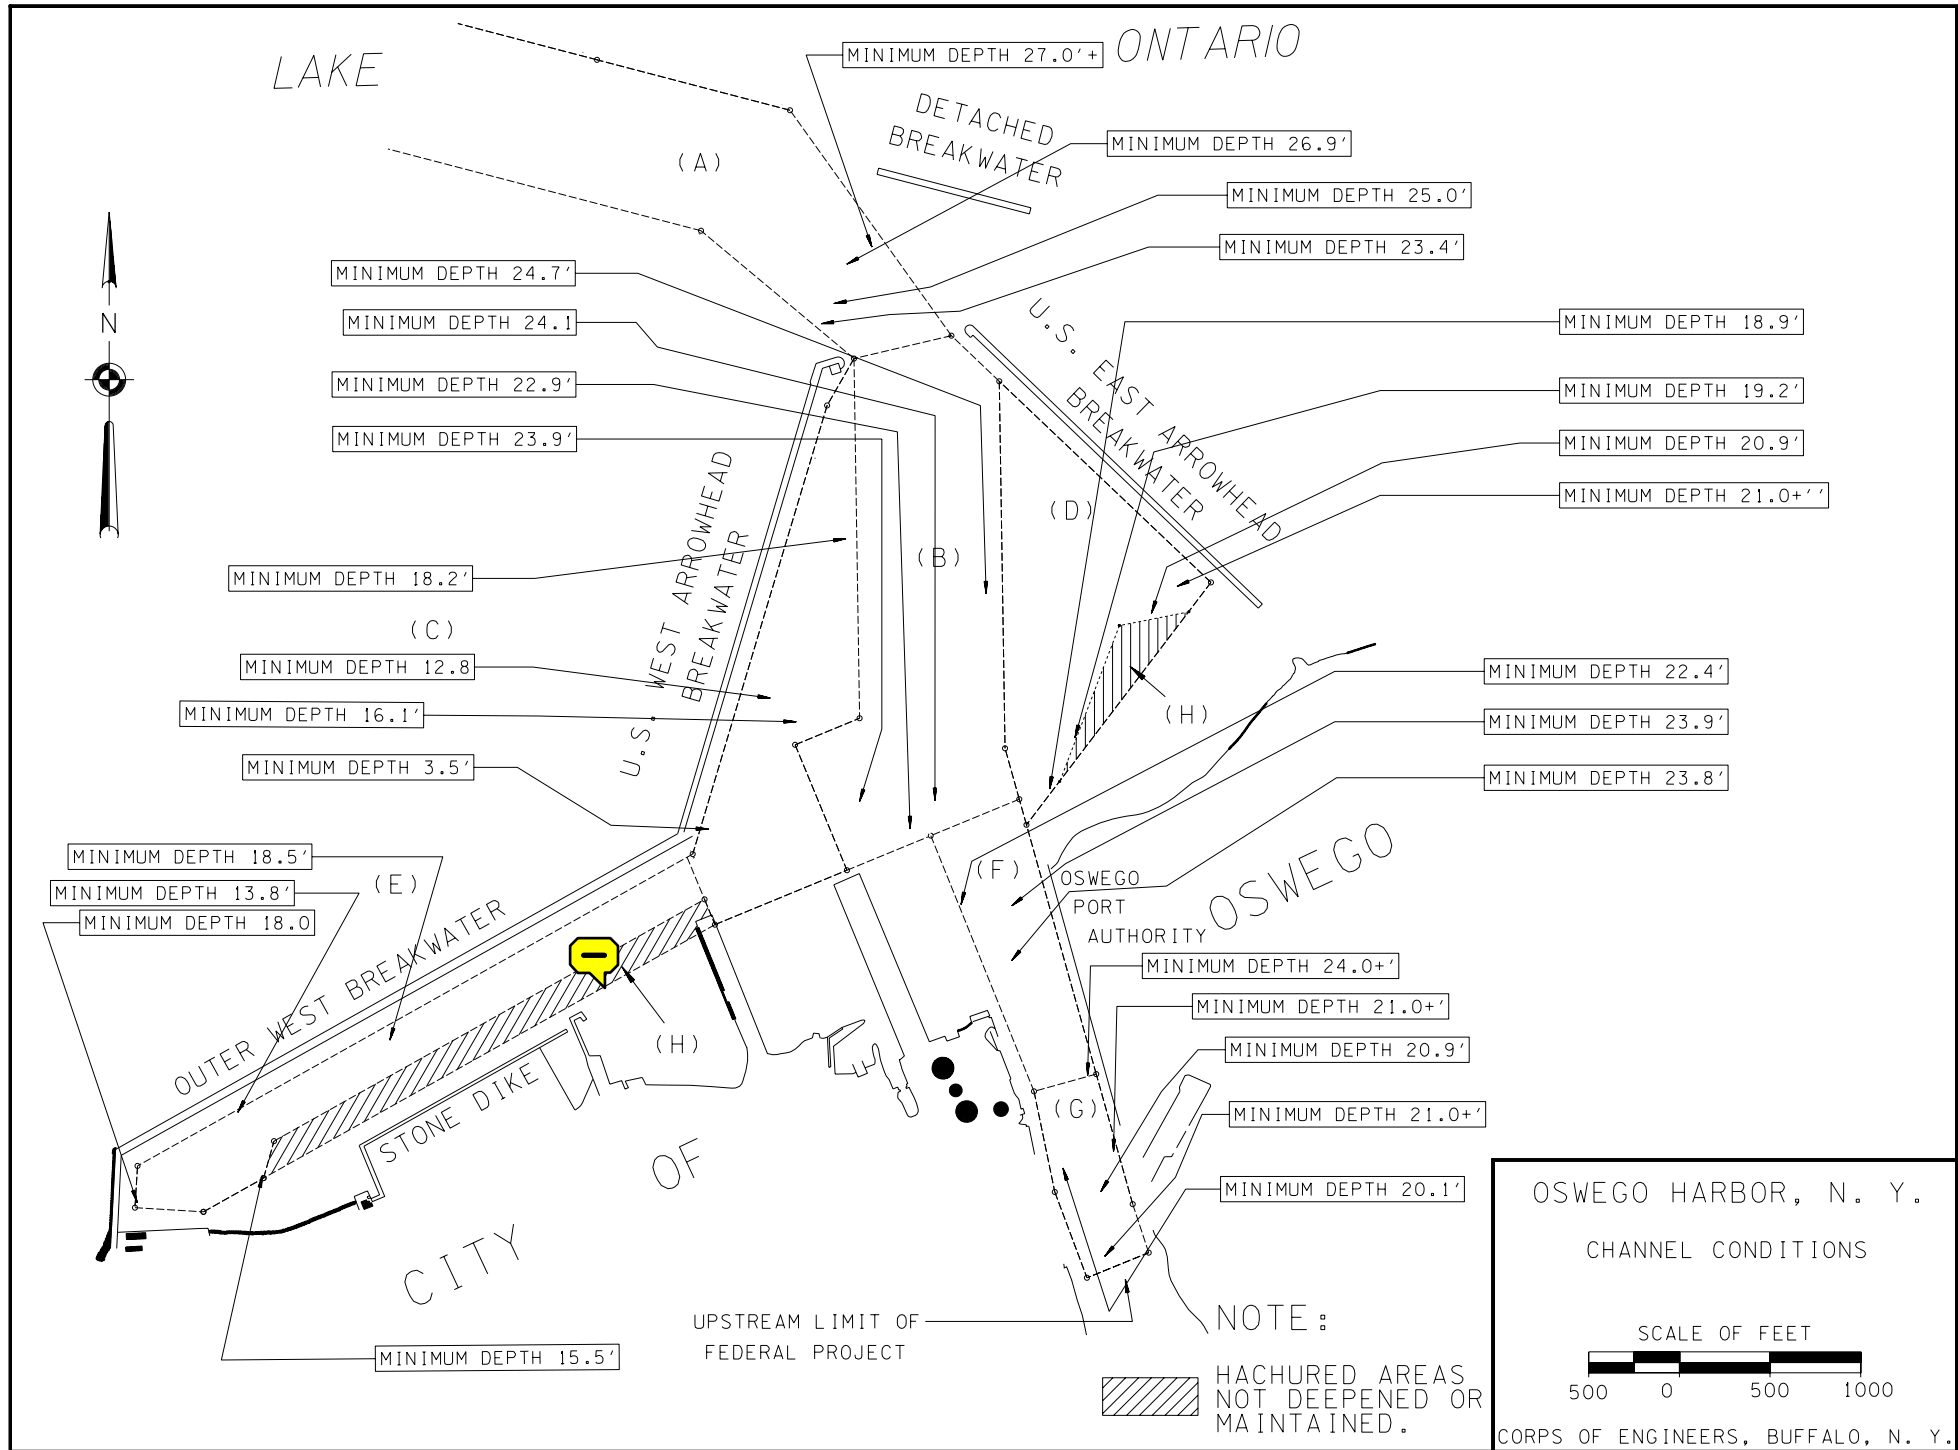 LAKE
ONTARIO
MINIMUM DEPTH 27.0'+
DETACHED
BREAKWATER
MINIMUM DEPTH 26.9'
(A)
MINIMUM DEPTH 25.0'
MINIMUM DEPTH 23.4'
MINIMUM DEPTH 24.7'
MINIMUM DEPTH 24.1
MINIMUM DEPTH 22.9'
MINIMUM DEPTH 23.9'
N
U.S. EAST ARROWHEAD
BREAKWATER
MINIMUM DEPTH 18.9'
MINIMUM DEPTH 19.2'
MINIMUM DEPTH 20.9'
MINIMUM DEPTH 21.0+''
(D)
(B)
U.S. WEST ARROWHEAD
BREAKWATER
MINIMUM DEPTH 18.2'
(C)
MINIMUM DEPTH 12.8
MINIMUM DEPTH 16.1'
MINIMUM DEPTH 3.5'
(H)
MINIMUM DEPTH 22.4'
MINIMUM DEPTH 23.9'
MINIMUM DEPTH 23.8'
MINIMUM DEPTH 18.5'
MINIMUM DEPTH 13.8'
MINIMUM DEPTH 18.0
(E)
OUTER WEST BREAKWATER
(F)
OSWEGO
PORT
AUTHORITY
OSWEGO
MINIMUM DEPTH 24.0+'
MINIMUM DEPTH 21.0+'
MINIMUM DEPTH 20.9'
MINIMUM DEPTH 21.0+'
MINIMUM DEPTH 20.1'
(H)
STONE DIKE
(G)
OF
CITY
MINIMUM DEPTH 15.5'
UPSTREAM LIMIT OF
FEDERAL PROJECT
NOTE:
HACHURED AREAS
NOT DEEPENED OR
MAINTAINED.
OSWEGO HARBOR, N. Y.
CHANNEL CONDITIONS
SCALE OF FEET
500 0 500 1000
CORPS OF ENGINEERS, BUFFALO, N. Y.